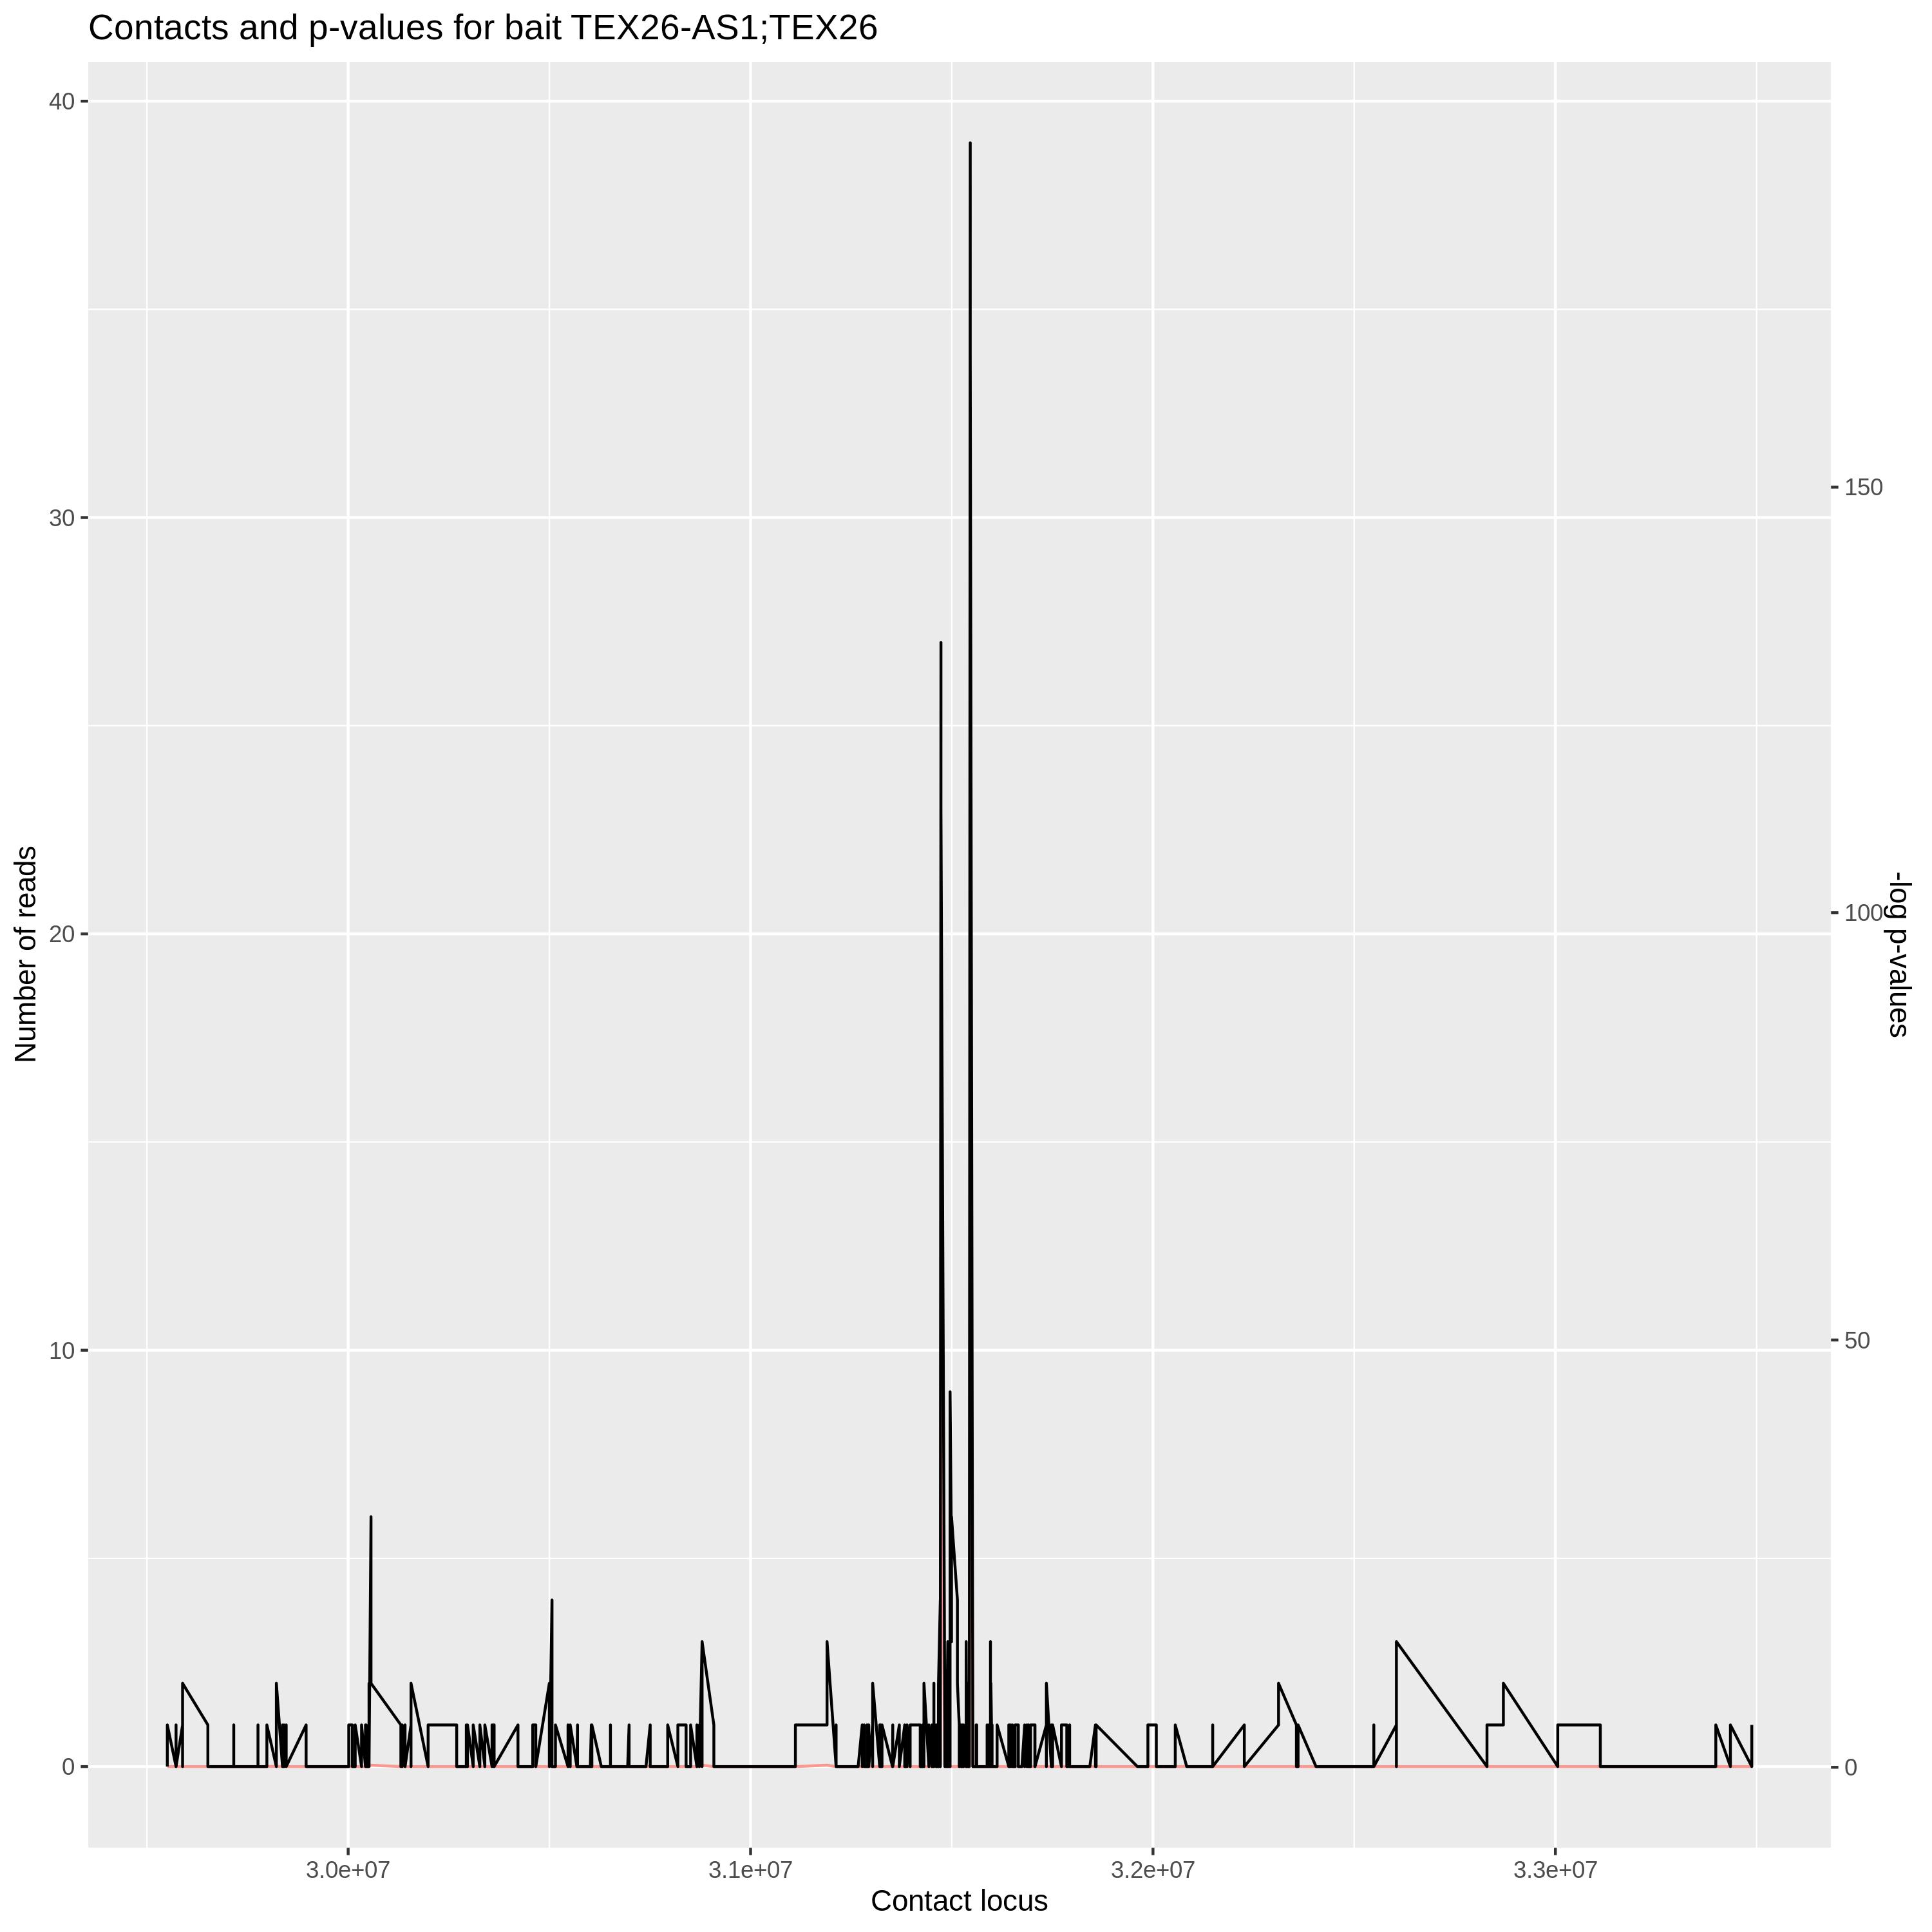 Contacts and p-values for bait TEX26-AS1;TEX26
40
30
20
10
0
Number of reads
150
100
50
0
-log p-values
3.0e+07
3.1e+07
3.2e+07
3.3e+07
Contact locus